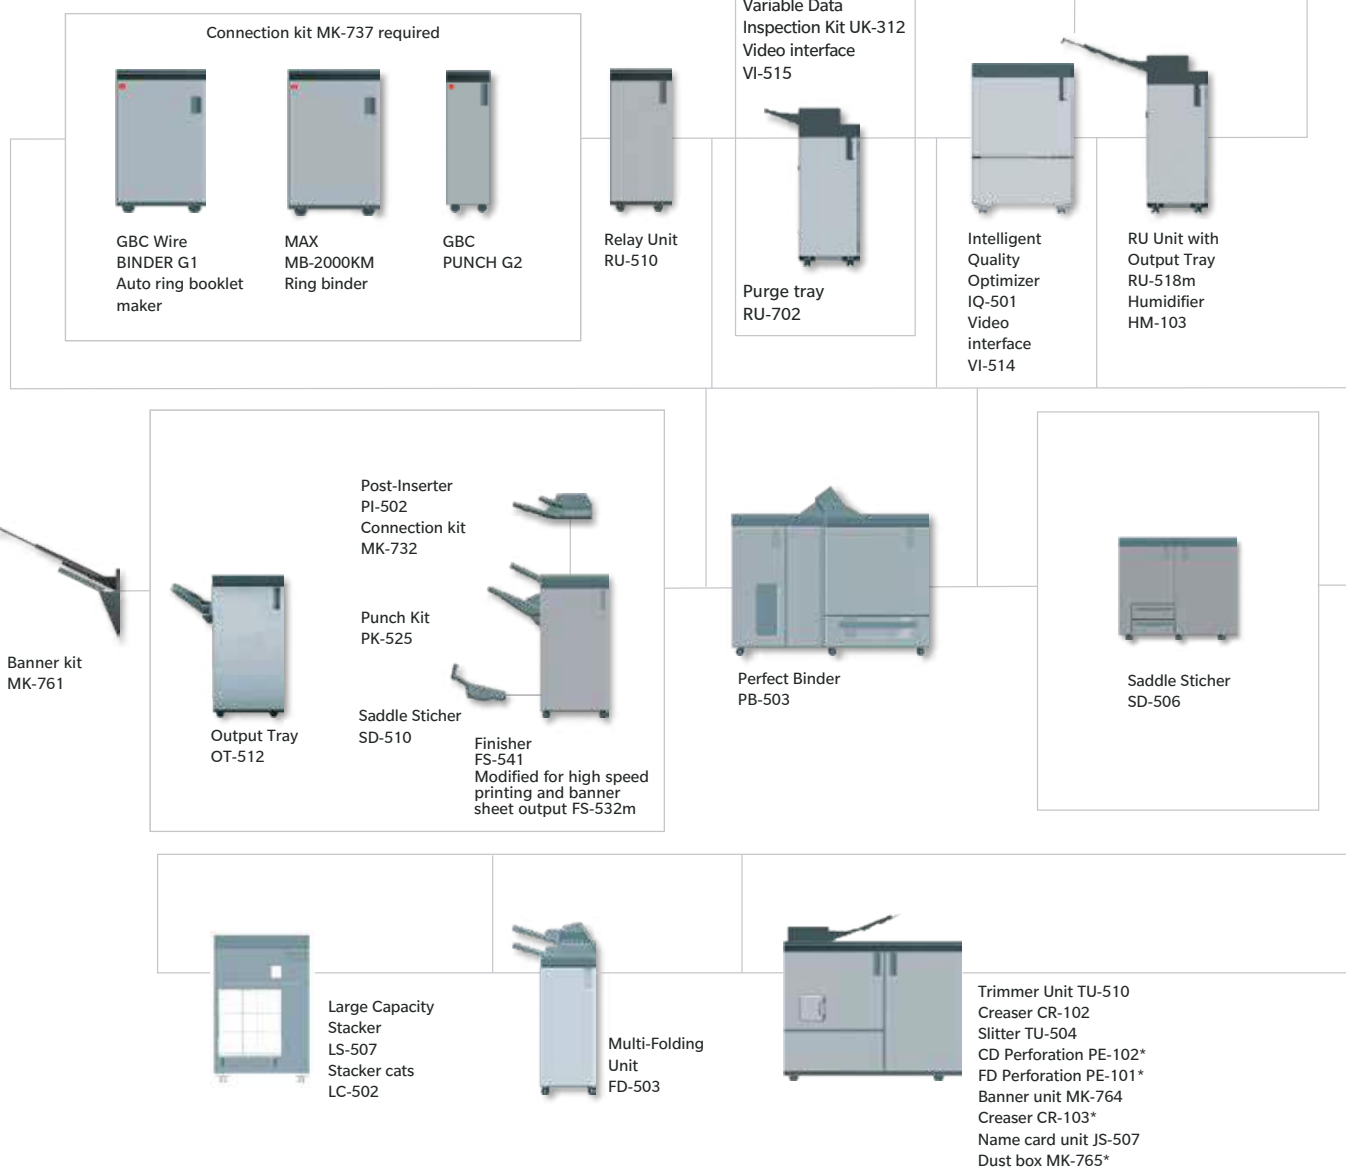 Connection kit MK-737 required
Variable Data
Inspection Kit UK-312
Video interface
VI-515
GBC Wire
BINDER G1
Auto ring booklet
maker
MAX
MB-2000KM
Ring binder
GBC
PUNCH G2
Relay Unit
RU-510
Purge tray
RU-702
Intelligent
Quality
Optimizer
IQ-501
Video
interface
VI-514
RU Unit with
Output Tray
RU-518m
Humidifier
HM-103
Banner kit
MK-761
Output Tray
OT-512
Post-Inserter
PI-502
Connection kit
MK-732
Punch Kit
PK-525
Saddle Sticher
SD-510
Finisher
FS-541
Modified for high speed
printing and banner
sheet output FS-532m
Perfect Binder
PB-503
Saddle Sticher
SD-506
Large Capacity
Stacker
LS-507
Stacker cats
LC-502
Multi-Folding
Unit
FD-503
Trimmer Unit TU-510
Creaser CR-102
Slitter TU-504
CD Perforation PE-102*
FD Perforation PE-101*
Banner unit MK-764
Creaser CR-103*
Name card unit JS-507
Dust box MK-765*